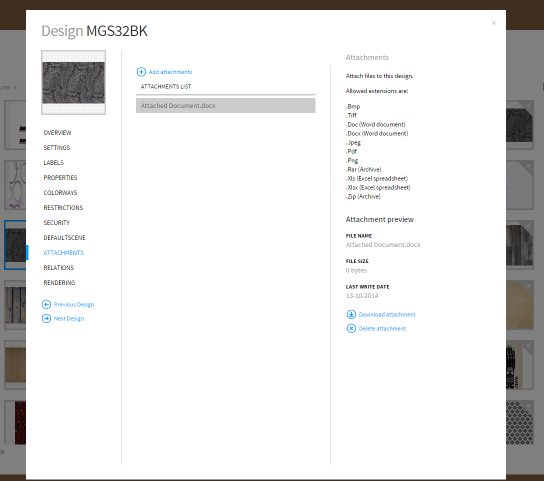 Design MGS32BK
×
OVERVIEW
SETTINGS
LABELS
PROPERTIES
COLORWAYS
RESTRICTIONS
SECURITY
DEFAULTSCENE
ATTACHMENTS
RELATIONS
RENDERING
Previous Design
Next Design
Add attachments
ATTACHMENTS LIST
Attached Document.docx
Attachments
Attach files to this design.
Allowed extensions are:
.Bmp
.Tiff
.Doc (Word document)
.Docx (Word document)
.Jpeg
.Pdf
.Png
.Rar (Archive)
.Xls (Excel spreadsheet)
.Xlsx (Excel spreadsheet)
.Zip (Archive)
Attachment preview
FILE NAME
Attached Document.docx
FILE SIZE
0 bytes
LAST WRITE DATE
13-10-2014
Download attachment
Delete attachment